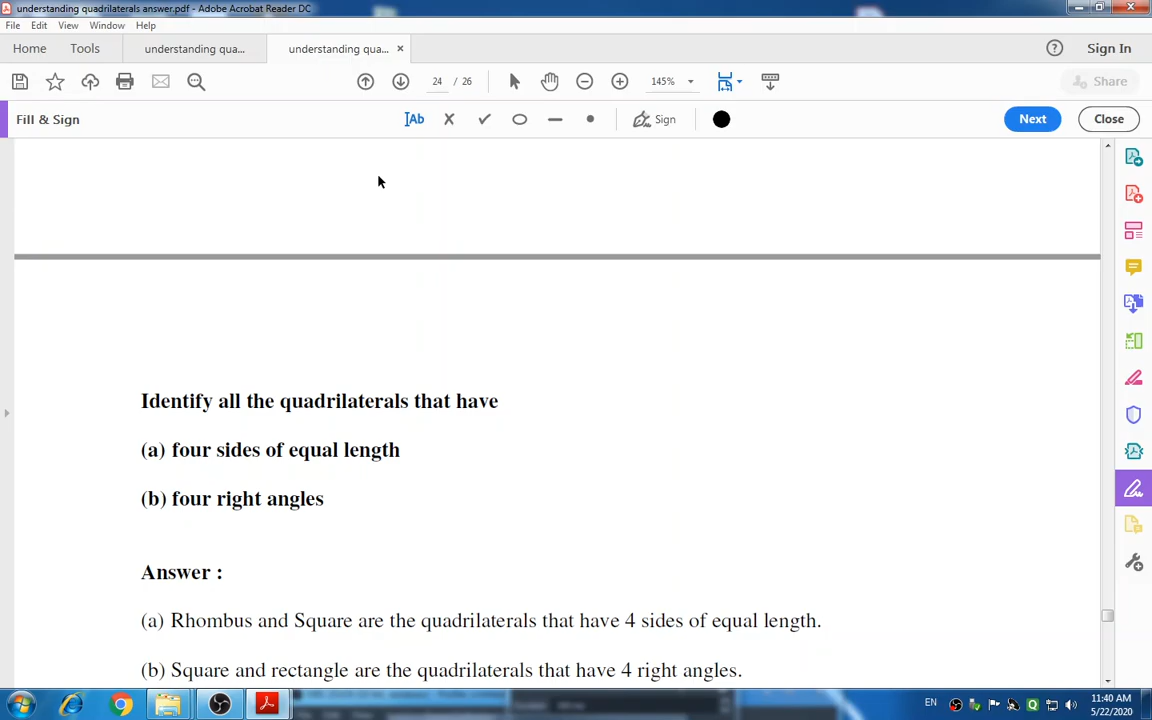 understanding quadrilaterals answer.pdf - Adobe Acrobat Reader DC
File Edit View Window Help
Home Tools understanding qua... understanding qua... × Sign In
24 / 26 145% Share
Fill & Sign Ab Sign Next Close
Identify all the quadrilaterals that have
(a) four sides of equal length
(b) four right angles
Answer :
(a) Rhombus and Square are the quadrilaterals that have 4 sides of equal length.
(b) Square and rectangle are the quadrilaterals that have 4 right angles.
EN 11:40 AM
5/22/2020